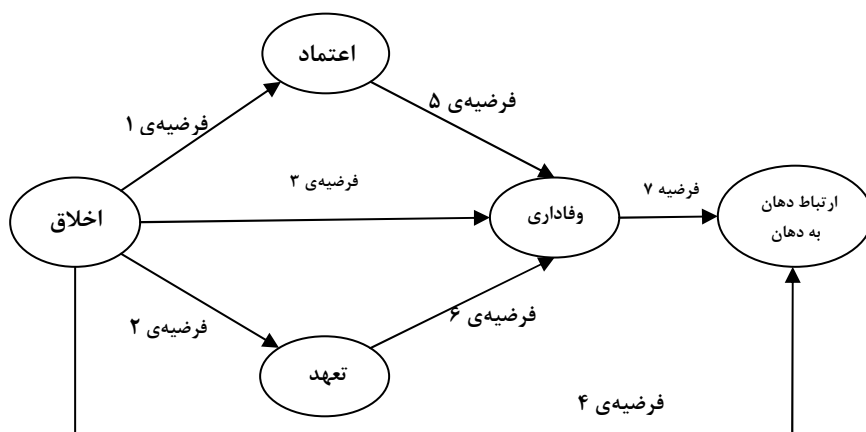 اعتماد
فرضیه‌ی ۱
فرضیه‌ی ۵
اخلاق
فرضیه‌ی ۳
وفاداری
فرضیه ۷
ارتباط دهان
به دهان
فرضیه‌ی ۲
فرضیه‌ی ۶
تعهد
فرضیه‌ی ۴